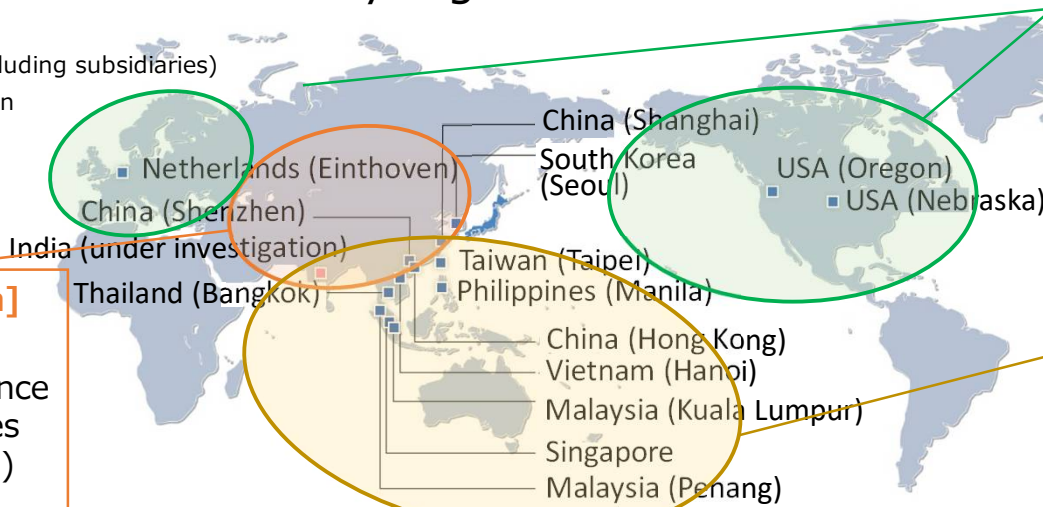 luding subsidiaries)
n
China (Shanghai)
South Korea
(Seoul)
Netherlands (Einthoven)
USA (Oregon)
USA (Nebraska)
China (Shenzhen)
India (under investigation)
Taiwan (Taipei)
Thailand (Bangkok)
Philippines (Manila)
]
China (Hong Kong)
Vietnam (Hanoi)
nce
Malaysia (Kuala Lumpur)
es
Singapore
)
Malaysia (Penang)